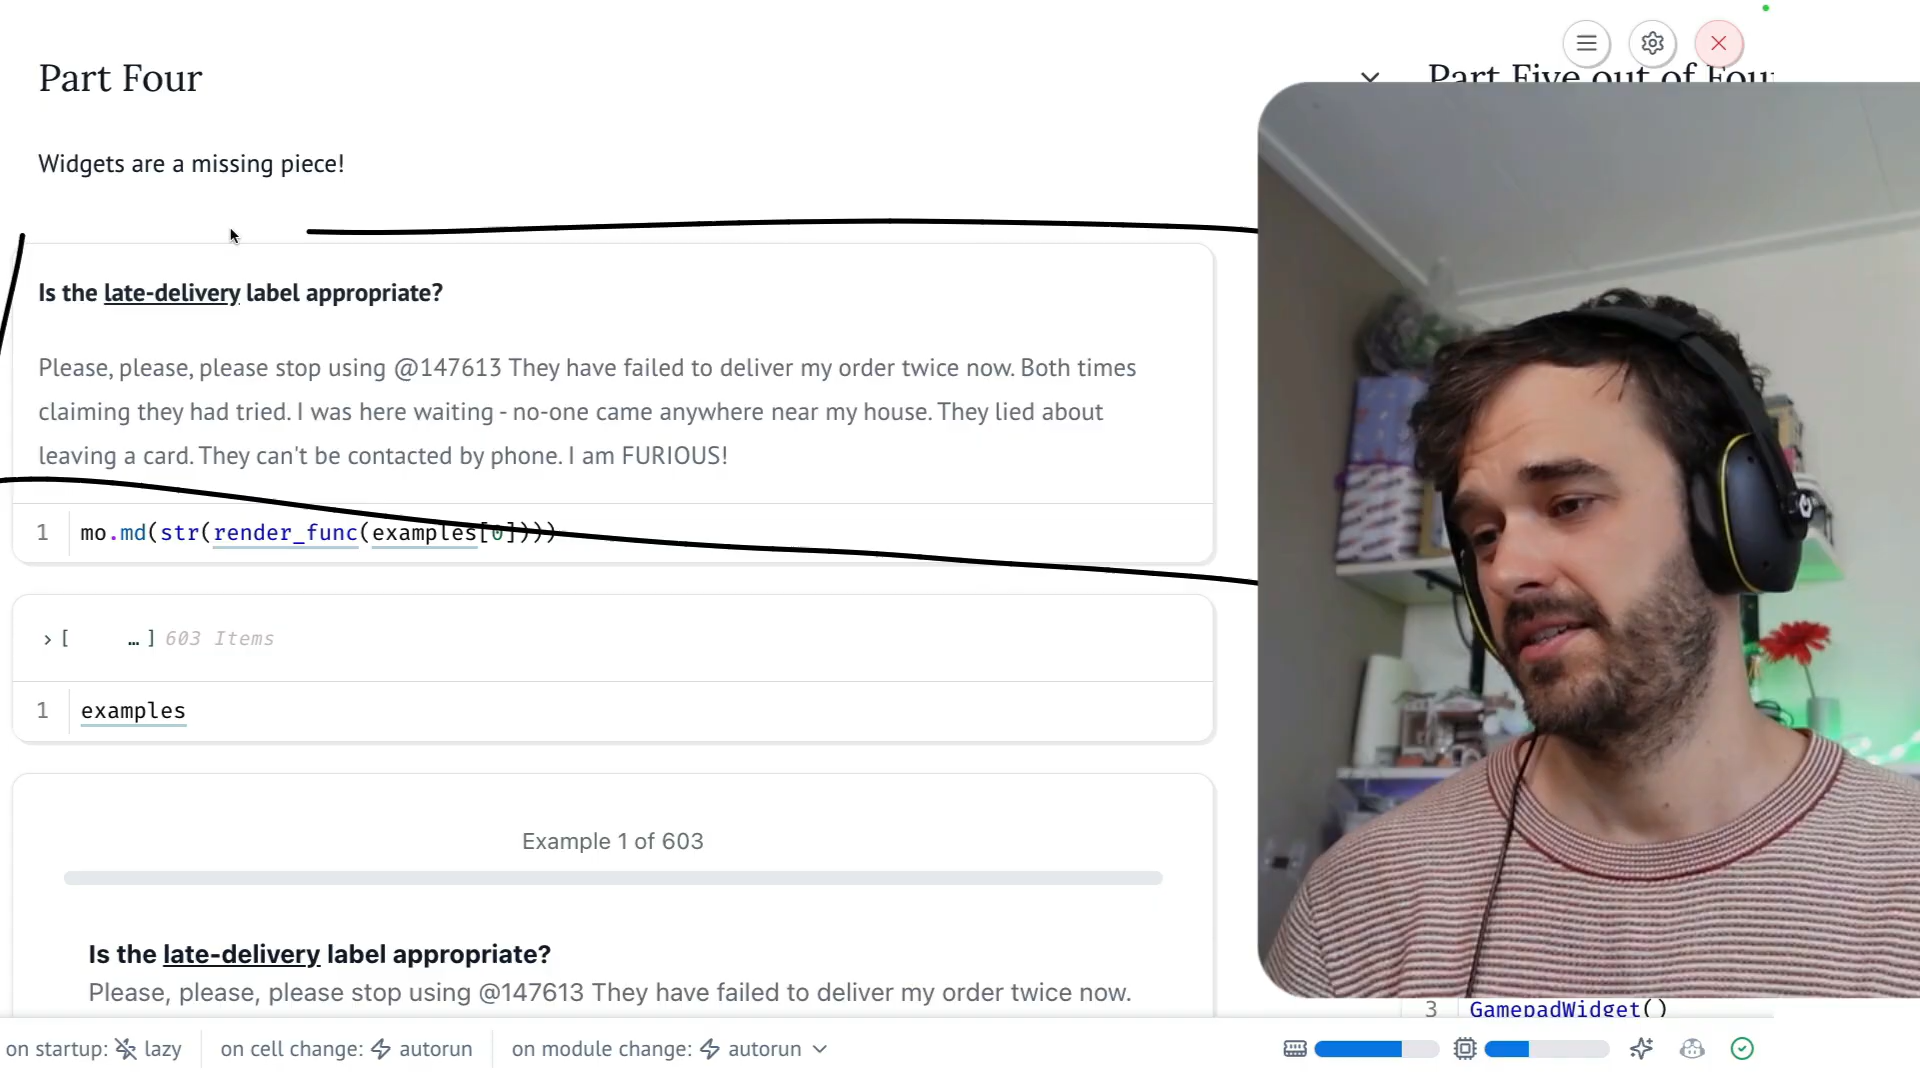 Part Four
Part Five out of Four
Widgets are a missing piece!
Is the late-delivery label appropriate?
Please, please, please stop using @147613 They have failed to deliver my order twice now. Both times
claiming they had tried. I was here waiting - no-one came anywhere near my house. They lied about
leaving a card. They can't be contacted by phone. I am FURIOUS!
1 mo.md(str(render_func(examples[0])))
› [ … ] 603 Items
1 examples
Example 1 of 603
Is the late-delivery label appropriate?
Please, please, please stop using @147613 They have failed to deliver my order twice now.
3 GamepadWidget()
on startup: lazy on cell change: autorun on module change: autorun